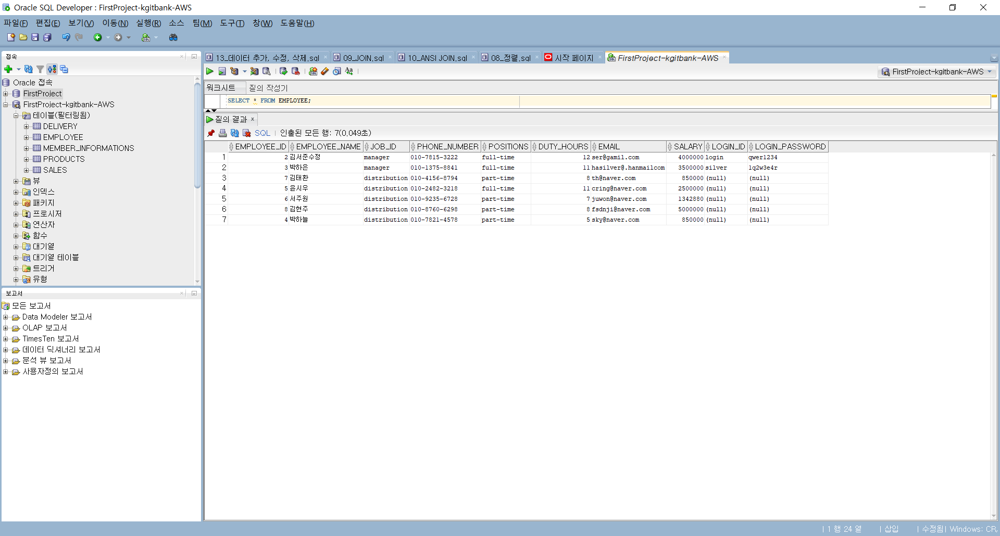 Oracle SQL Developer : FirstProject-kgitbank-AWS
파일(F) 편집(E) 보기(V) 이동(N) 실행(R) 소스 팀(M) 도구(T) 창(W) 도움말(H)
접속
Oracle 접속
FirstProject
FirstProject-kgitbank-AWS
테이블(필터링됨)
DELIVERY
EMPLOYEE
MEMBER_INFORMATIONS
PRODUCTS
SALES
뷰
인덱스
패키지
프로시저
연산자
함수
대기열
대기열 테이블
트리거
유형
보고서
모든 보고서
Data Modeler 보고서
OLAP 보고서
TimesTen 보고서
데이터 딕셔너리 보고서
분석 뷰 보고서
사용자정의 보고서
13_데이터 추가, 수정, 삭제.sql 09_JOIN.sql 10_ANSI JOIN.sql 08_정렬.sql 시작 페이지 FirstProject-kgitbank-AWS
FirstProject-kgitbank-AWS
워크시트 질의 작성기
SELECT * FROM EMPLOYEE;
질의 결과 x
SQL | 인출된 모든 행: 7(0.049초)
EMPLOYEE_ID EMPLOYEE_NAME JOB_ID PHONE_NUMBER POSITIONS DUTY_HOURS EMAIL SALARY LOGIN_ID LOGIN_PASSWORD
1 2 김서준수정 manager 010-7815-3222 full-time 12 ser@gamil.com 4000000 login qwer1234
2 3 박하은 manager 010-1375-8841 full-time 11 hasilver@.hanmailcom 3500000 silver 1q2w3e4r
3 7 김태환 distribution 010-4156-8794 part-time 8 th@naver.com 850000 (null) (null)
4 5 윤시우 distribution 010-2482-3218 full-time 11 cring@naver.com 2500000 (null) (null)
5 6 서주원 distribution 010-9235-6728 part-time 7 juwon@naver.com 1342880 (null) (null)
6 8 김현주 distribution 010-8760-6298 part-time 8 fsdnji@naver.com 5000000 (null) (null)
7 4 박하늘 distribution 010-7821-4578 part-time 5 sky@naver.com 850000 (null) (null)
| 1 행 24 열 | 삽입 | 수정됨 | Windows: CR,